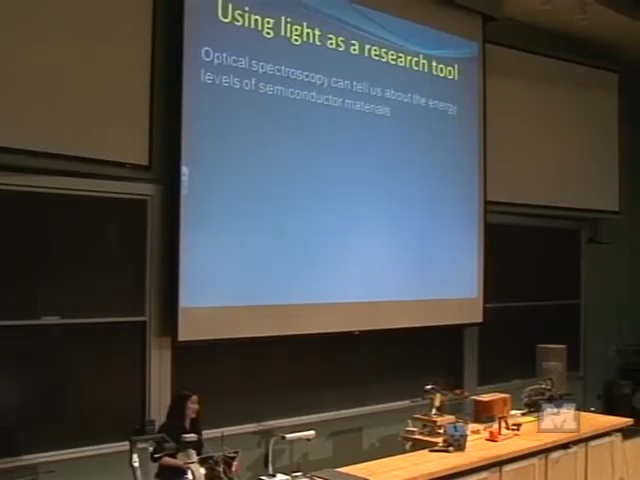 Using light as a research tool
Optical spectroscopy can tell us about the energy
levels of semiconductor materials
M